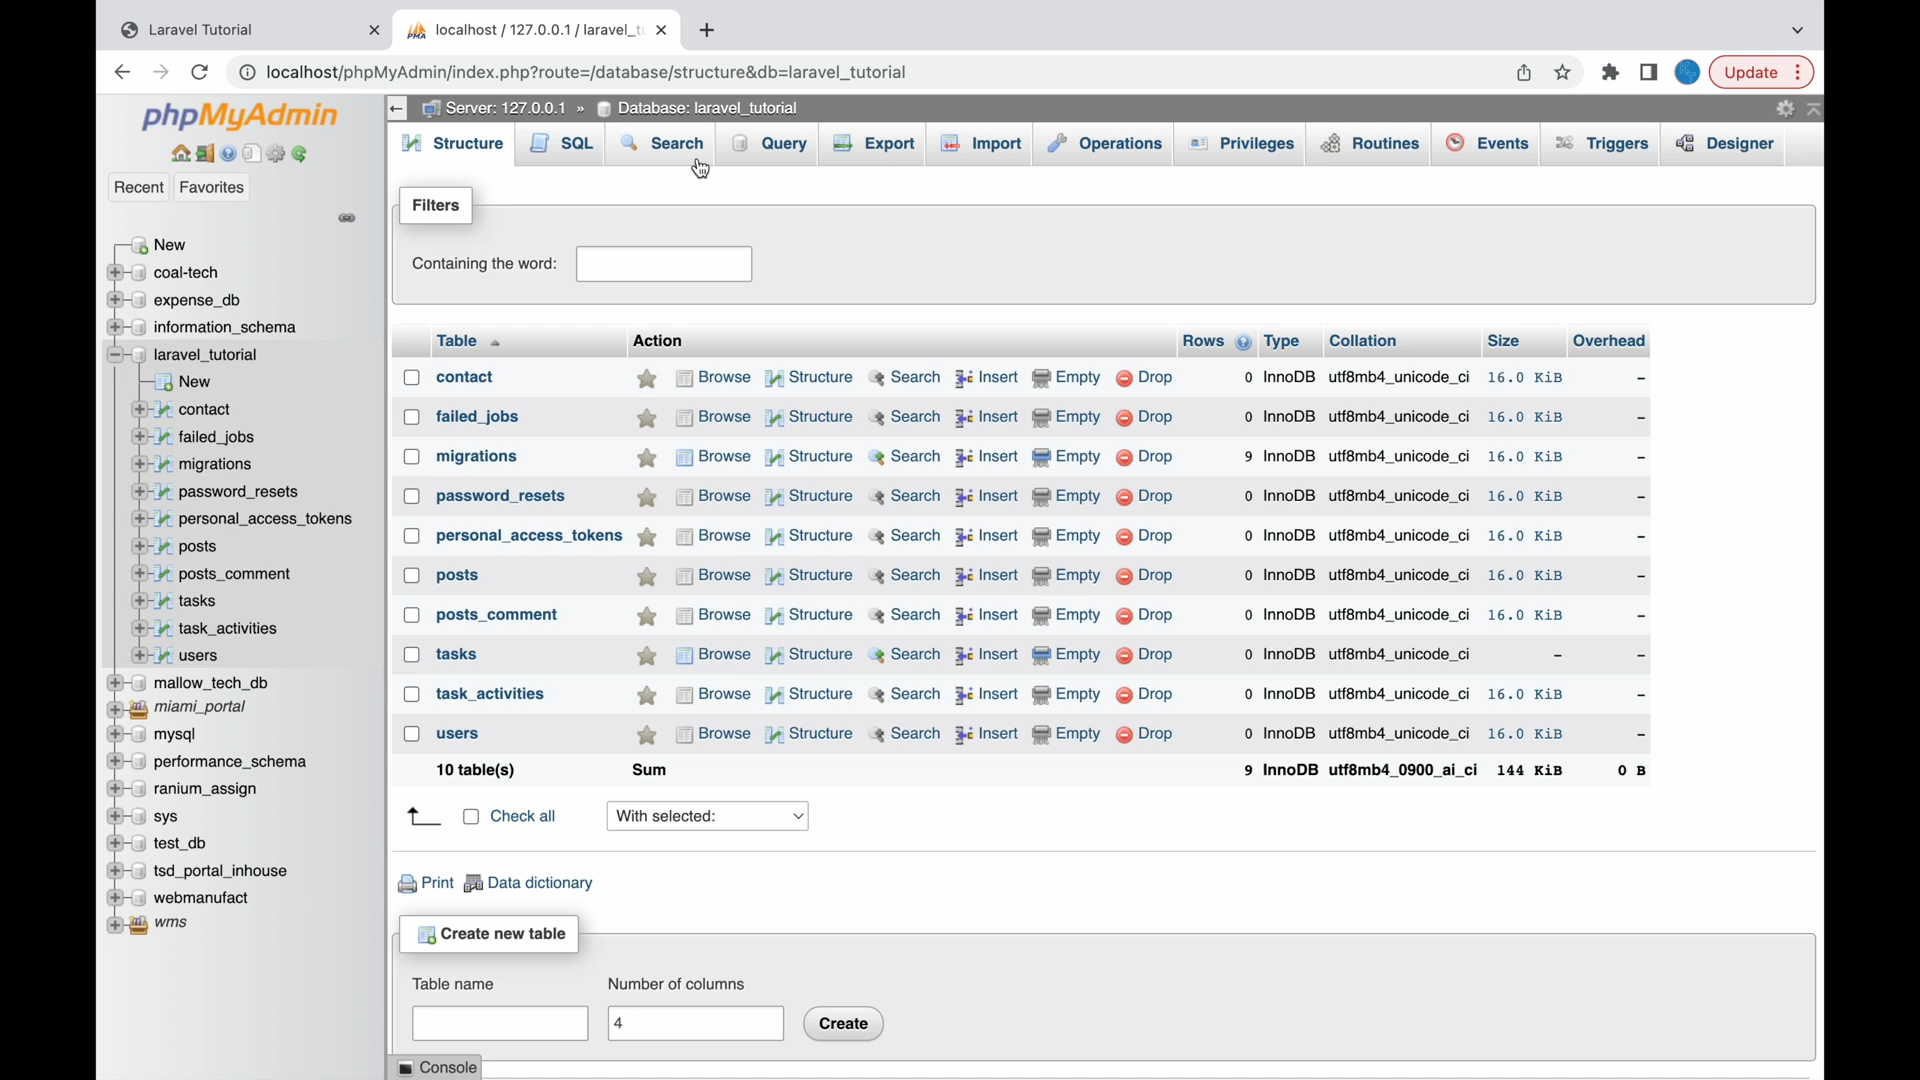 Laravel Tutorial
localhost / 127.0.0.1 / laravel_t
localhost/phpMyAdmin/index.php?route=/database/structure&db=laravel_tutorial
Update
phpMyAdmin
Recent Favorites
New
coal-tech
expense_db
information_schema
laravel_tutorial
New
contact
failed_jobs
migrations
password_resets
personal_access_tokens
posts
posts_comment
tasks
task_activities
users
mallow_tech_db
miami_portal
mysql
performance_schema
ranium_assign
sys
test_db
tsd_portal_inhouse
webmanufact
wms
Server: 127.0.0.1 » Database: laravel_tutorial
Structure SQL Search Query Export Import Operations Privileges Routines Events Triggers Designer
Filters
Containing the word:
Table Action Rows Type Collation Size Overhead
contact Browse Structure Search Insert Empty Drop 0 InnoDB utf8mb4_unicode_ci 16.0 KiB -
failed_jobs Browse Structure Search Insert Empty Drop 0 InnoDB utf8mb4_unicode_ci 16.0 KiB -
migrations Browse Structure Search Insert Empty Drop 9 InnoDB utf8mb4_unicode_ci 16.0 KiB -
password_resets Browse Structure Search Insert Empty Drop 0 InnoDB utf8mb4_unicode_ci 16.0 KiB -
personal_access_tokens Browse Structure Search Insert Empty Drop 0 InnoDB utf8mb4_unicode_ci 16.0 KiB -
posts Browse Structure Search Insert Empty Drop 0 InnoDB utf8mb4_unicode_ci 16.0 KiB -
posts_comment Browse Structure Search Insert Empty Drop 0 InnoDB utf8mb4_unicode_ci 16.0 KiB -
tasks Browse Structure Search Insert Empty Drop 0 InnoDB utf8mb4_unicode_ci - -
task_activities Browse Structure Search Insert Empty Drop 0 InnoDB utf8mb4_unicode_ci 16.0 KiB -
users Browse Structure Search Insert Empty Drop 0 InnoDB utf8mb4_unicode_ci 16.0 KiB -
10 table(s) Sum 9 InnoDB utf8mb4_0900_ai_ci 144 KiB 0 B
Check all With selected:
Print Data dictionary
Create new table
Table name Number of columns
4 Create
Console